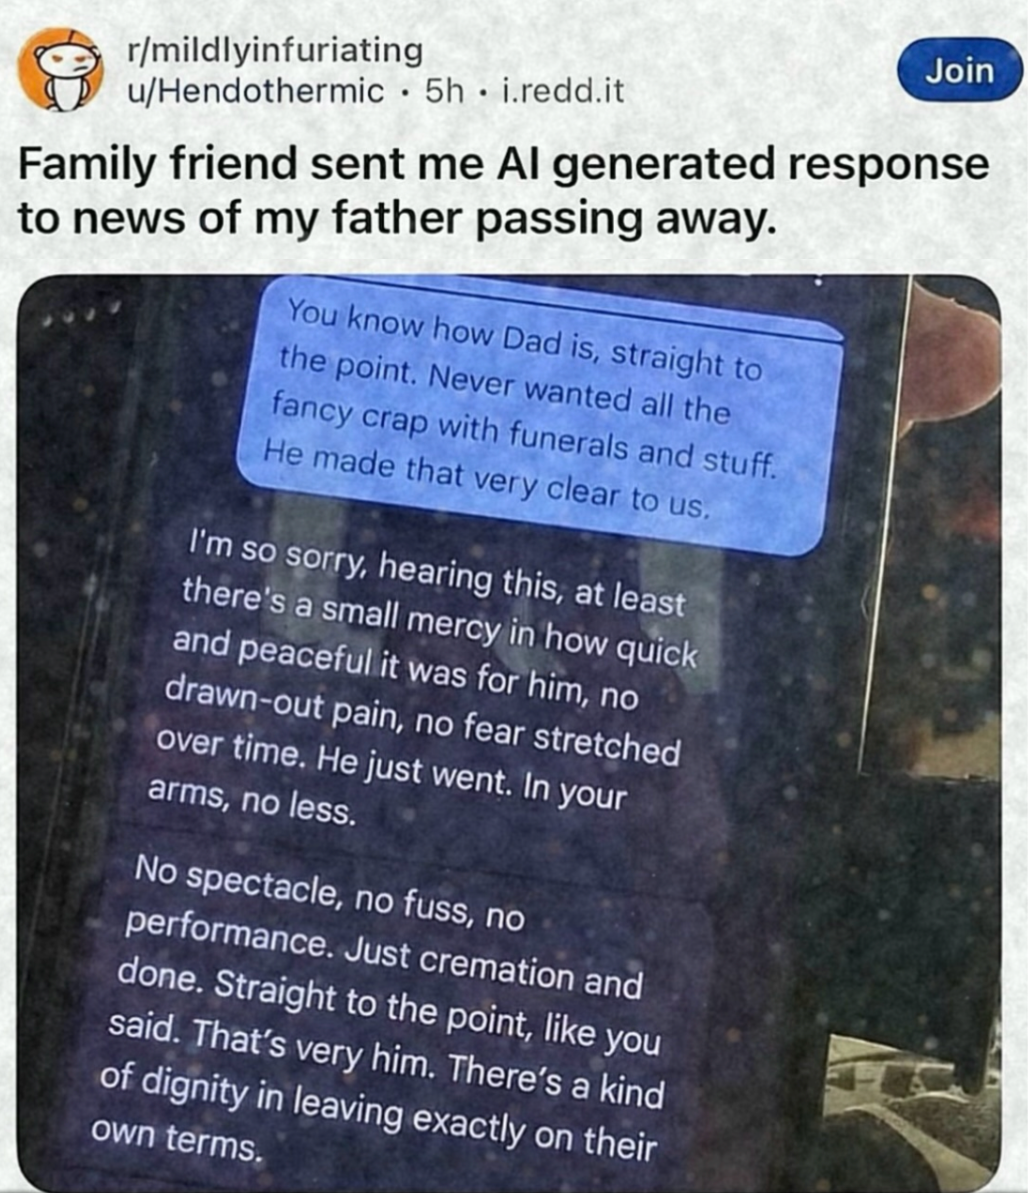 r/mildlyinfuriating
u/Hendothermic • 5h • i.redd.it
Join
Family friend sent me AI generated response
to news of my father passing away.
You know how Dad is, straight to
the point. Never wanted all the
fancy crap with funerals and stuff.
He made that very clear to us.
I'm so sorry, hearing this, at least
there's a small mercy in how quick
and peaceful it was for him, no
drawn-out pain, no fear stretched
over time. He just went. In your
arms, no less.
No spectacle, no fuss, no
performance. Just cremation and
done. Straight to the point, like you
said. That's very him. There's a kind
of dignity in leaving exactly on their
own terms.